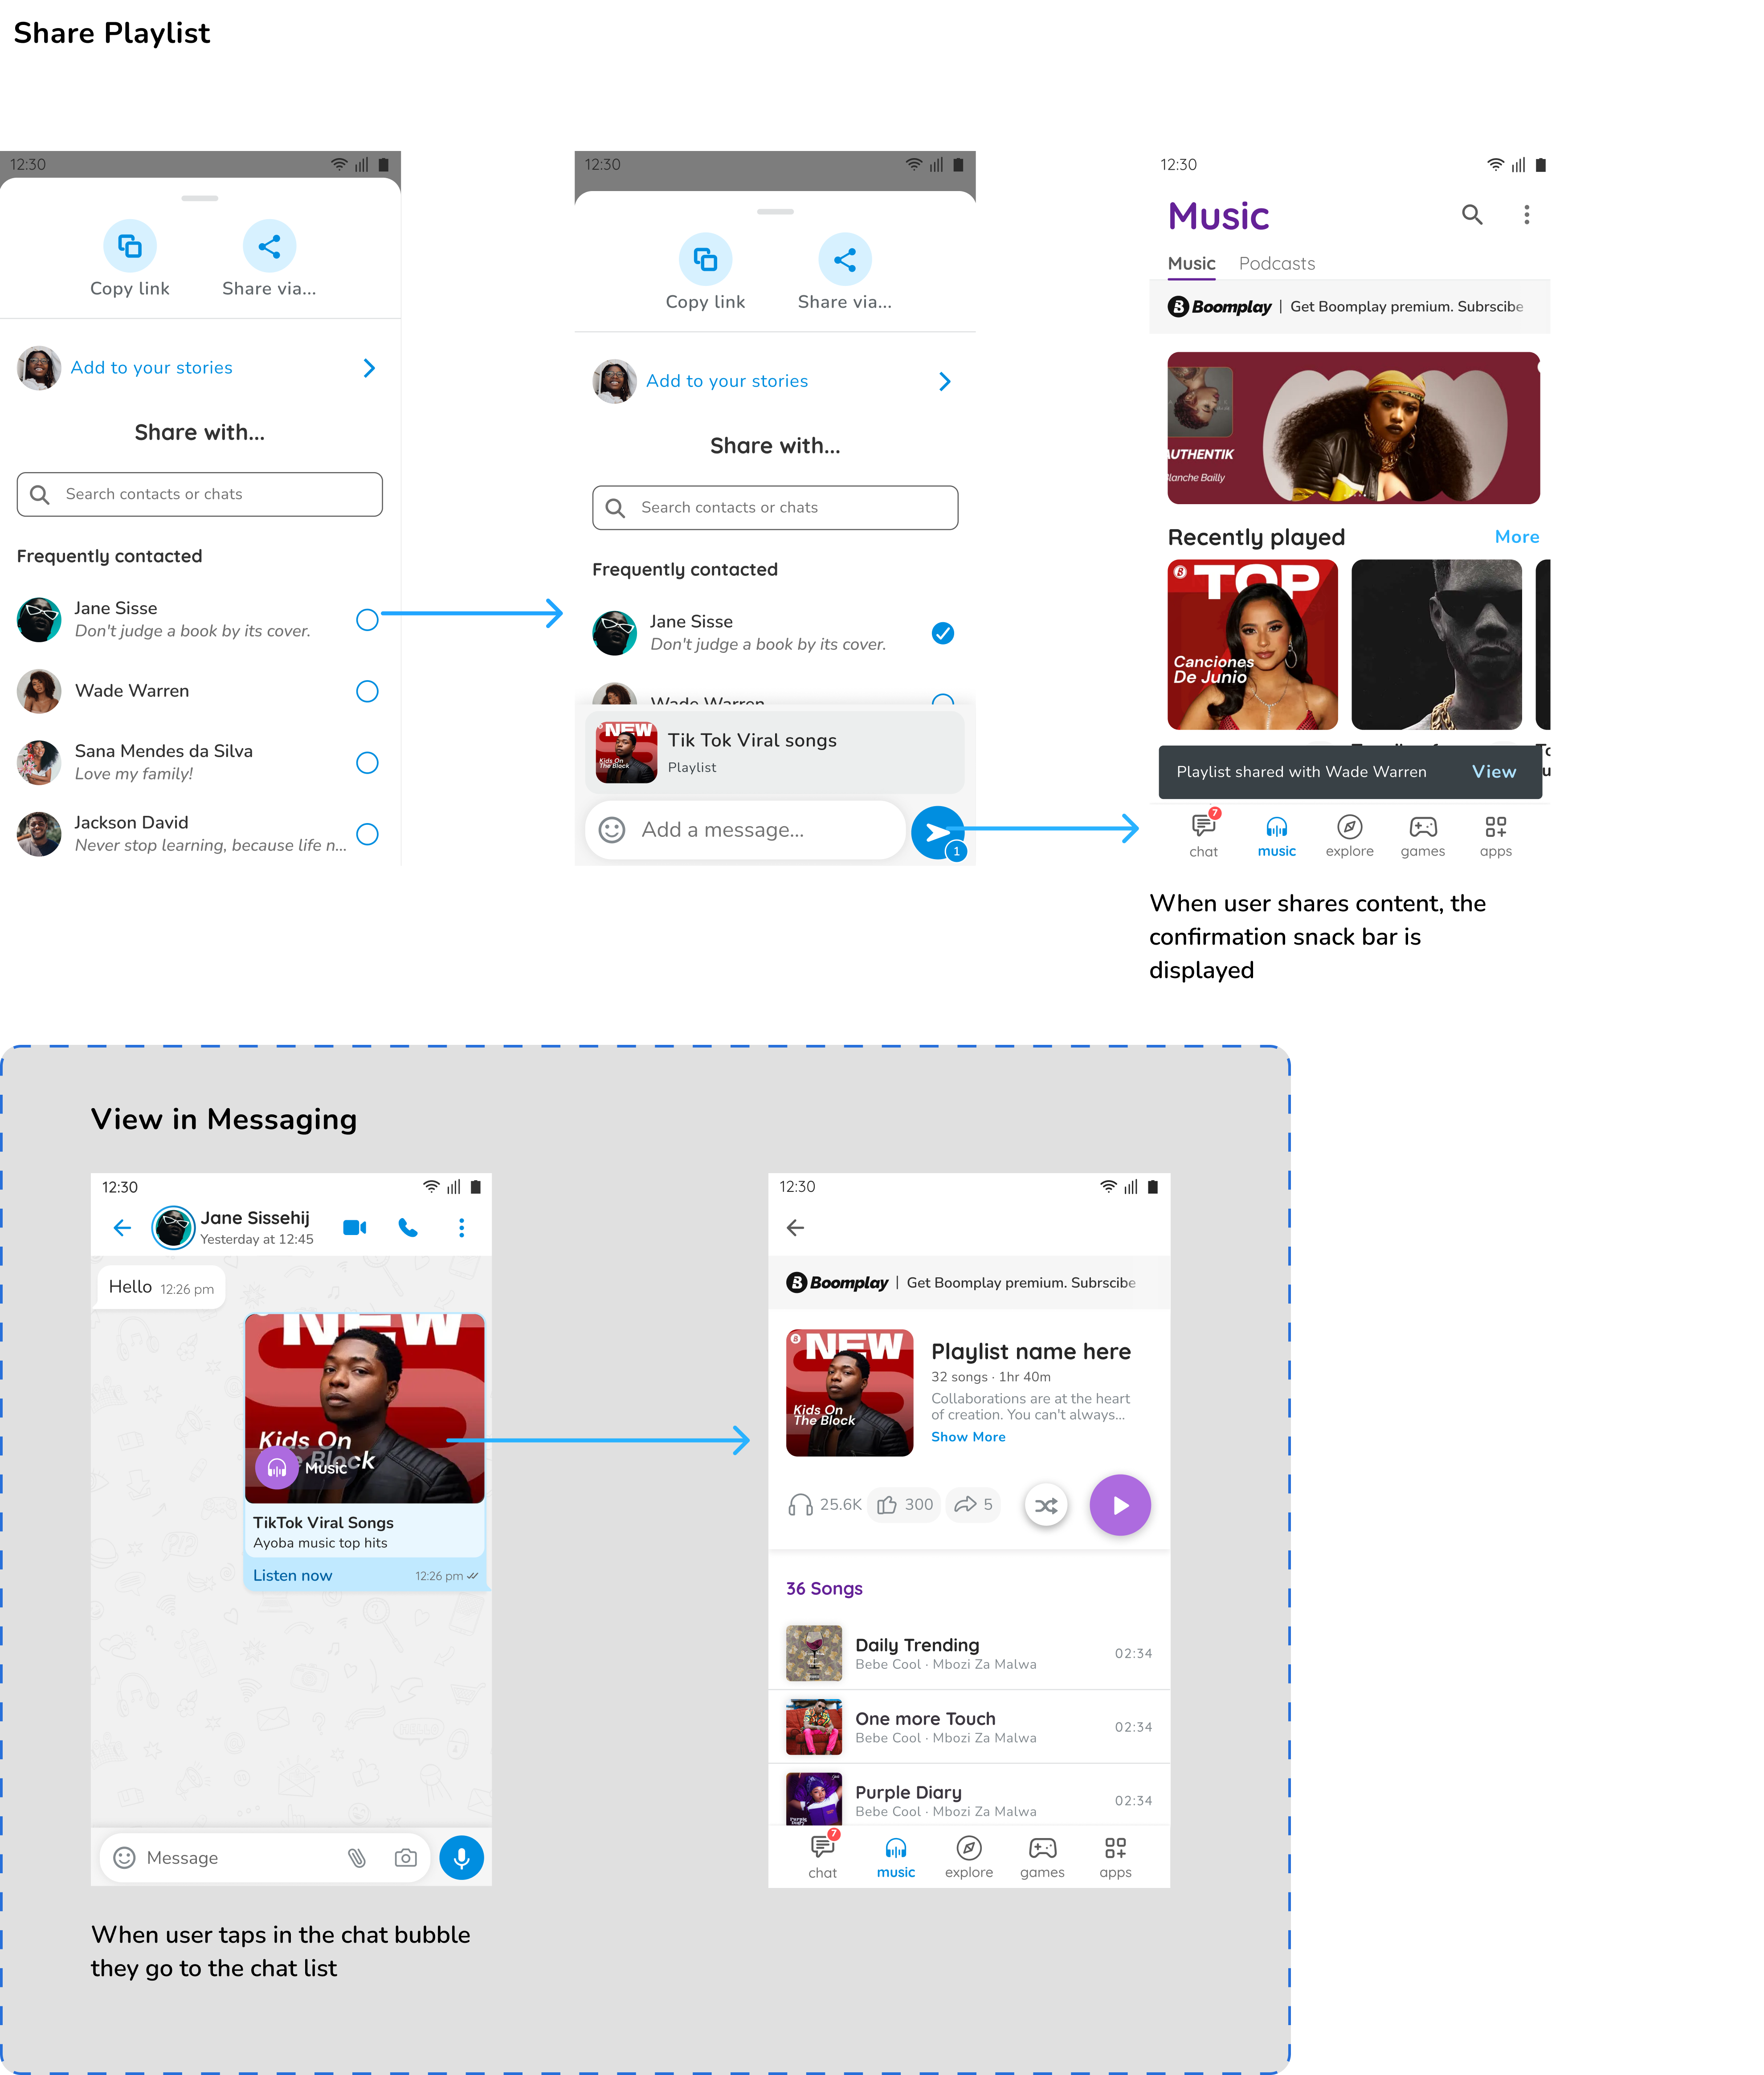 Share Playlist
12:30
Copy link
Share via...
Add to your stories
Share with...
Search contacts or chats
Frequently contacted
Jane Sisse
Don't judge a book by its cover.
Wade Warren
Sana Mendes da Silva
Love my family!
Jackson David
Never stop learning, because life n...
12:30
Copy link
Share via...
Add to your stories
Share with...
Search contacts or chats
Frequently contacted
Jane Sisse
Don't judge a book by its cover.
Wade Warren
NEW
Kids On
The Block
Tik Tok Viral songs
Playlist
Add a message...
1
12:30
Music
Music Podcasts
Boomplay | Get Boomplay premium. Subrscibe
AUTHENTIK
Blanche Bailly
Recently played More
TOP
Canciones
De Junio
Playlist shared with Wade Warren View
7
chat music explore games apps
When user shares content, the
confirmation snack bar is
displayed
View in Messaging
12:30
Jane Sissehij
Yesterday at 12:45
Hello 12:26 pm
NEW
Kids On
The Block
Music
TikTok Viral Songs
Ayoba music top hits
Listen now 12:26 pm
Message
When user taps in the chat bubble
they go to the chat list
12:30
Boomplay | Get Boomplay premium. Subrscibe
NEW
Kids On
The Block
Playlist name here
32 songs · 1hr 40m
Collaborations are at the heart
of creation. You can't always...
Show More
25.6K 300 5
36 Songs
Daily Trending
Bebe Cool · Mbozi Za Malwa
02:34
One more Touch
Bebe Cool · Mbozi Za Malwa
02:34
Purple Diary
Bebe Cool · Mbozi Za Malwa
02:34
7
chat music explore games apps